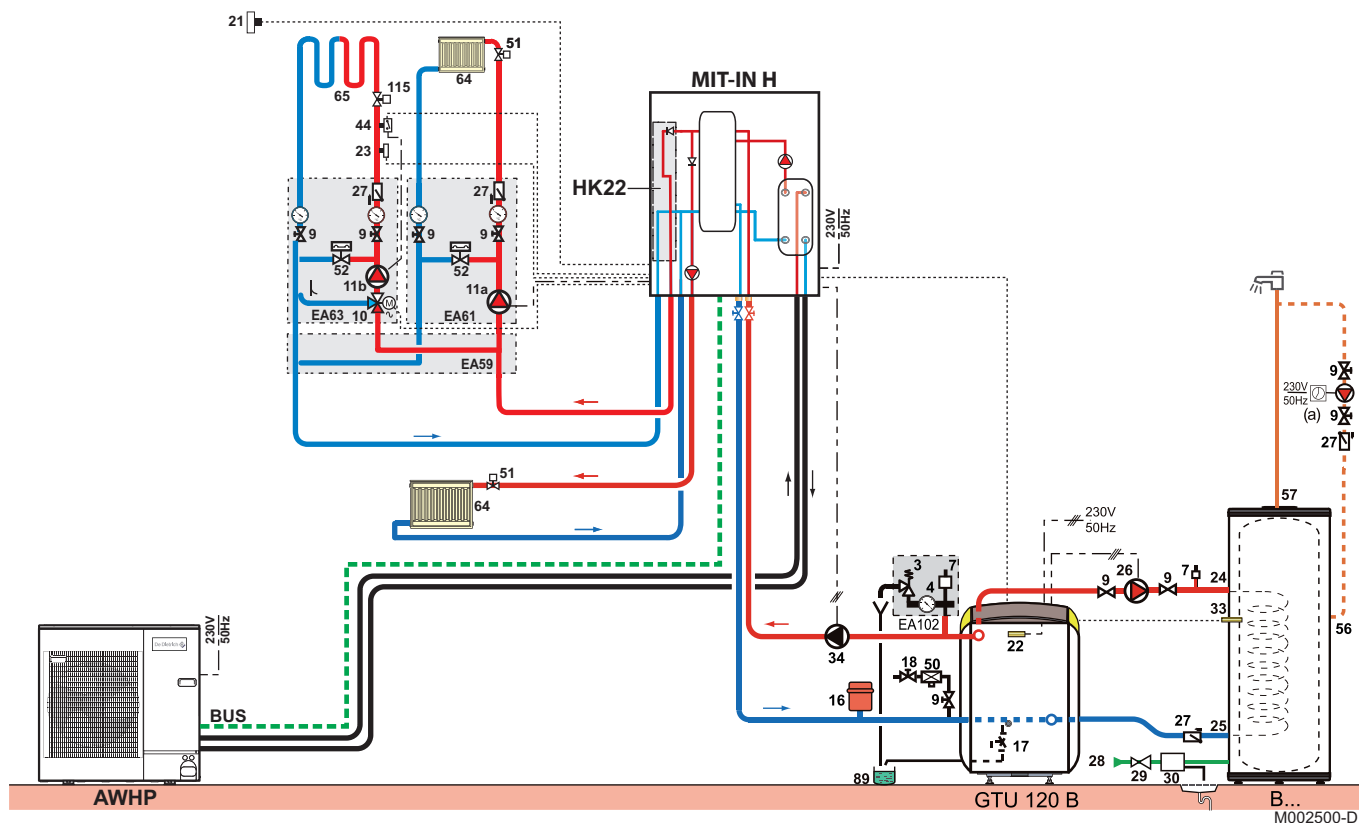 21
51
64
65
115
44
23
27
27
9
9
9
9
52
52
11b
11a
10
M
EA63
EA61
EA59
MIT-IN H
HK22
230V
50Hz
51
64
230V
50Hz
9
9
(a)
27
57
230V
50Hz
3
7
4
EA102
26
9
9
7
24
33
56
22
34
18
50
9
16
17
27
25
28
29
30
89
De Dietrich
230V
50Hz
BUS
AWHP
GTU 120 B
B...
M002500-D